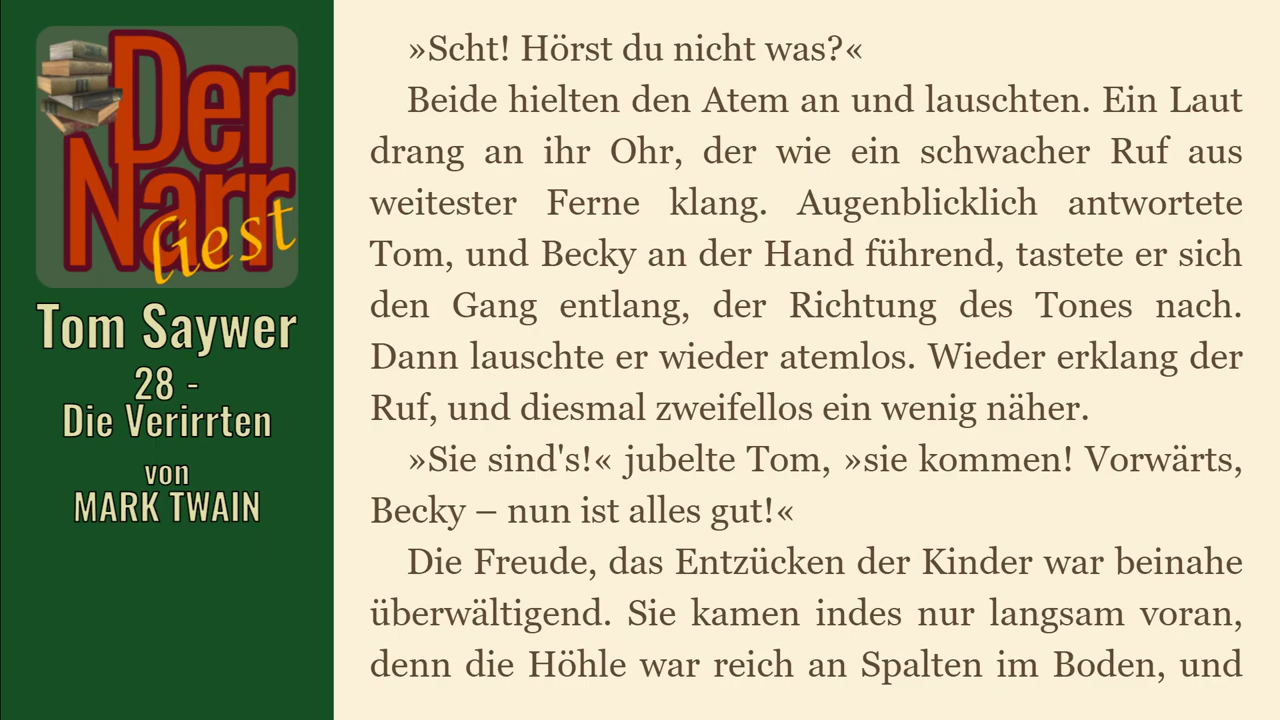 Der
Narr
liest
Tom Saywer
28 -
Die Verirrten
von
MARK TWAIN
»Scht! Hörst du nicht was?«
Beide hielten den Atem an und lauschten. Ein Laut
drang an ihr Ohr, der wie ein schwacher Ruf aus
weitester Ferne klang. Augenblicklich antwortete
Tom, und Becky an der Hand führend, tastete er sich
den Gang entlang, der Richtung des Tones nach.
Dann lauschte er wieder atemlos. Wieder erklang der
Ruf, und diesmal zweifellos ein wenig näher.
»Sie sind's!« jubelte Tom, »sie kommen! Vorwärts,
Becky – nun ist alles gut!«
Die Freude, das Entzücken der Kinder war beinahe
überwältigend. Sie kamen indes nur langsam voran,
denn die Höhle war reich an Spalten im Boden, und